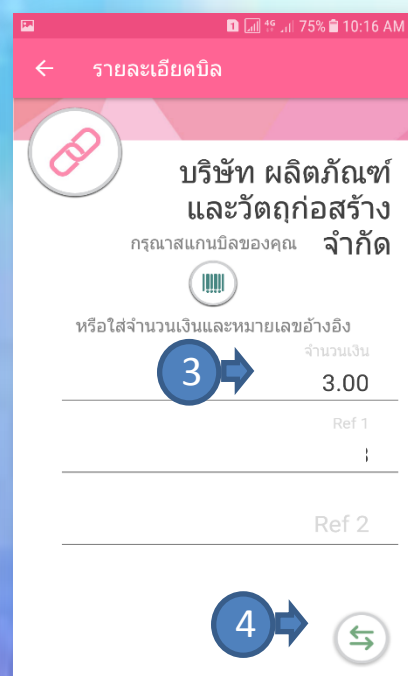 1 4G 75% 10:16 AM
รายละเอียดบิล
บริษัท ผลิตภัณฑ์
และวัตถุก่อสร้าง
จำกัด
กรุณาสแกนบิลของคุณ
หรือใส่จำนวนเงินและหมายเลขอ้างอิง
จำนวนเงิน
3
3.00
Ref 1
Ref 2
4